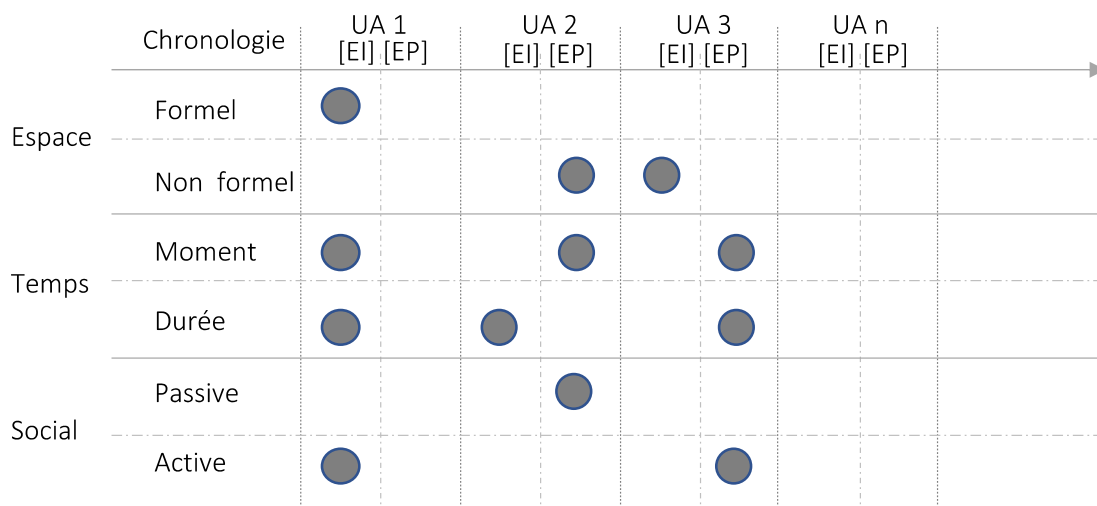 Chronologie UA 1 UA 2 UA 3 UA n
[EI] [EP] [EI] [EP] [EI] [EP] [EI] [EP]
Formel
Espace
Non formel
Moment
Temps
Durée
Passive
Social
Active